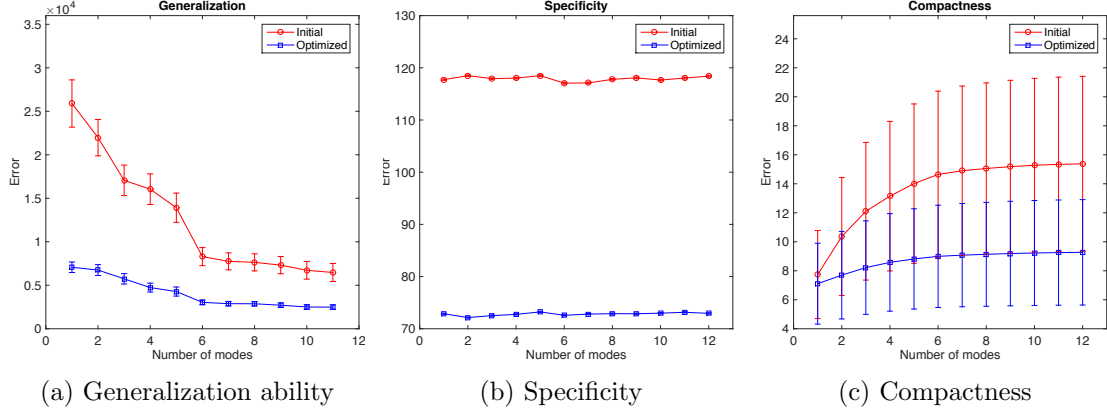 Generalization
×10⁴
3.5
3
2.5
2
1.5
1
0.5
0
0
2
4
6
8
10
12
Error
Number of modes
Initial
Optimized
(a) Generalization ability
Specificity
130
120
110
100
90
80
70
0
2
4
6
8
10
12
Error
Number of modes
Initial
Optimized
(b) Specificity
Compactness
24
22
20
18
16
14
12
10
8
6
4
0
2
4
6
8
10
12
Error
Number of modes
Initial
Optimized
(c) Compactness